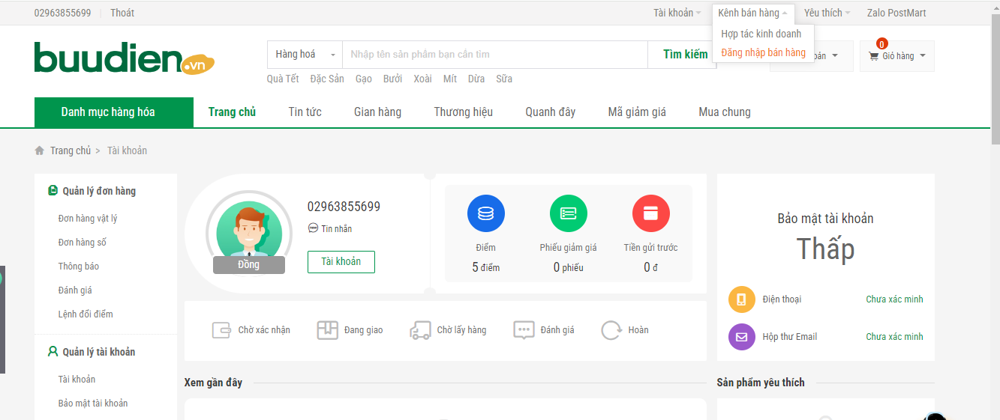 02963855699 Thoát Tài khoản Kênh bán hàng Yêu thích Zalo PostMart
Hợp tác kinh doanh
Đăng nhập bán hàng
buudien.vn
Hàng hoá Nhập tên sản phẩm bạn cần tìm Tìm kiếm
0
Giỏ hàng
Quà Tết Đặc Sản Gạo Bưởi Xoài Mít Dừa Sữa
Danh mục hàng hóa Trang chủ Tin tức Gian hàng Thương hiệu Quanh đây Mã giảm giá Mua chung
Trang chủ > Tài khoản
Quản lý đơn hàng
Đơn hàng vật lý
Đơn hàng số
Thông báo
Đánh giá
Lệnh đổi điểm
Quản lý tài khoản
Tài khoản
Bảo mật tài khoản
Đồng
02963855699
Tin nhắn
Tài khoản
Điểm Phiếu giảm giá Tiền gửi trước
5 điểm 0 phiếu 0 đ
Chờ xác nhận Đang giao Chờ lấy hàng Đánh giá Hoàn
Bảo mật tài khoản
Thấp
Điện thoại Chưa xác minh
Hộp thư Email Chưa xác minh
Xem gần đây
Sản phẩm yêu thích